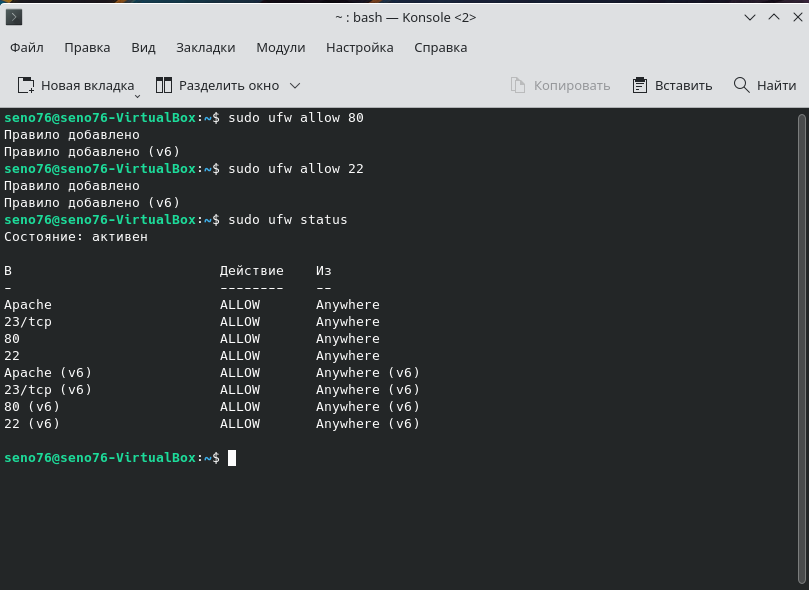 ~ : bash — Konsole <2>
Файл Правка Вид Закладки Модули Настройка Справка
Новая вкладка Разделить окно Копировать Вставить Найти
seno76@seno76-VirtualBox:~$ sudo ufw allow 80
Правило добавлено
Правило добавлено (v6)
seno76@seno76-VirtualBox:~$ sudo ufw allow 22
Правило добавлено
Правило добавлено (v6)
seno76@seno76-VirtualBox:~$ sudo ufw status
Состояние: активен
В Действие Из
- -------- --
Apache ALLOW Anywhere
23/tcp ALLOW Anywhere
80 ALLOW Anywhere
22 ALLOW Anywhere
Apache (v6) ALLOW Anywhere (v6)
23/tcp (v6) ALLOW Anywhere (v6)
80 (v6) ALLOW Anywhere (v6)
22 (v6) ALLOW Anywhere (v6)
seno76@seno76-VirtualBox:~$